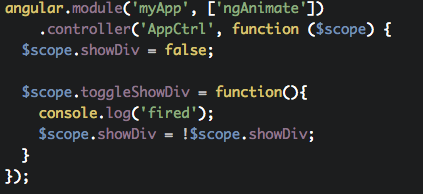 angular.module('myApp', ['ngAnimate'])
    .controller('AppCtrl', function ($scope) {
  $scope.showDiv = false;

  $scope.toggleShowDiv = function(){
    console.log('fired');
    $scope.showDiv = !$scope.showDiv;
  }
});